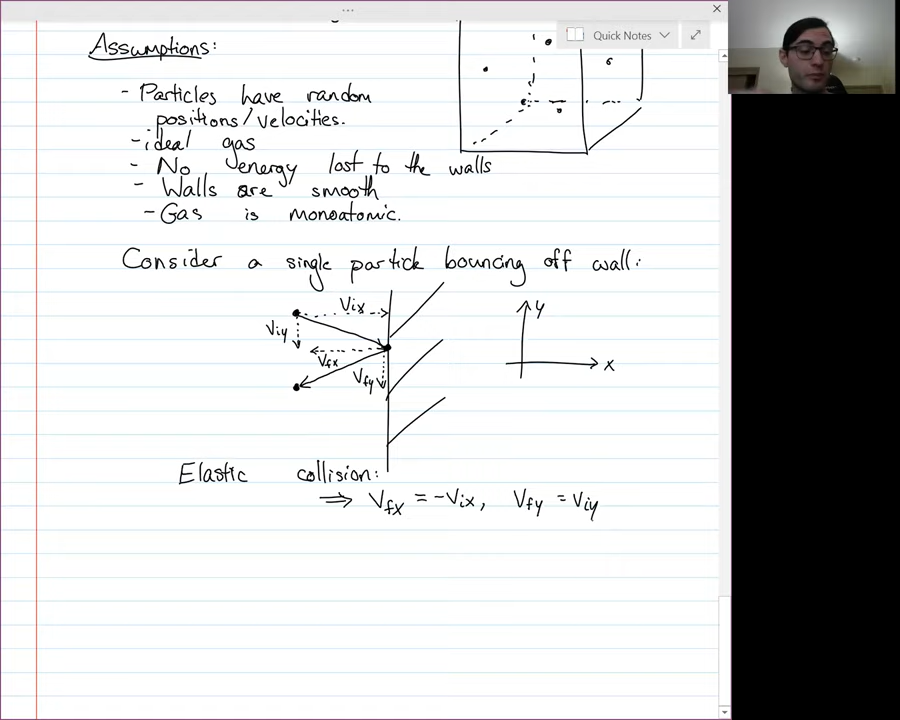 Quick Notes
Assumptions:
- Particles have random
positions/velocities.
- ideal gas
- No energy lost to the walls
- Walls are smooth
- Gas is monoatomic.
Consider a single particle bouncing off wall:
Vix
Viy
Vfx
Vfy
y
x
Elastic collision:
⇒ Vfx = -Vix, Vfy = Viy